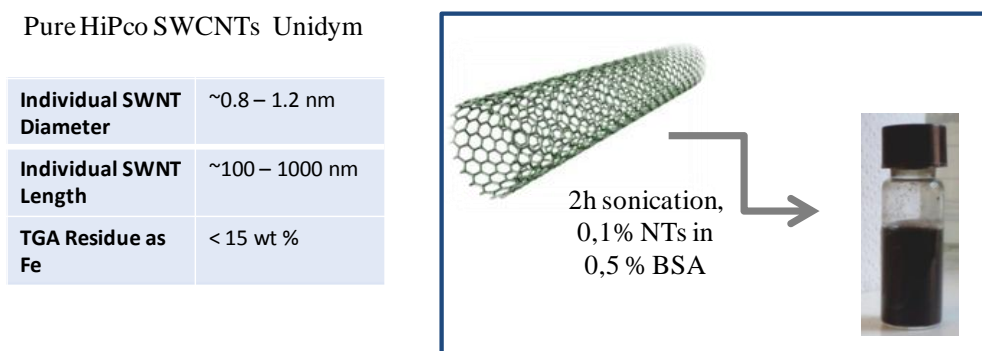 Pure HiPco SWCNTs Unidym
Individual SWNT Diameter ~0.8 – 1.2 nm
Individual SWNT Length ~100 – 1000 nm
TGA Residue as Fe < 15 wt %
2h sonication,
0,1% NTs in
0,5 % BSA